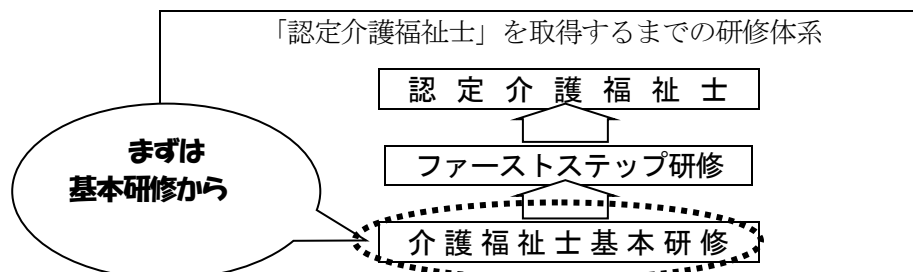 「認定介護福祉士」を取得するまでの研修体系
認定介護福祉士
まずは
基本研修から
ファーストステップ研修
介護福祉士基本研修